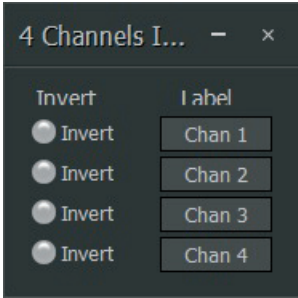 4 Channels I...
Invert Label
Invert Chan 1
Invert Chan 2
Invert Chan 3
Invert Chan 4